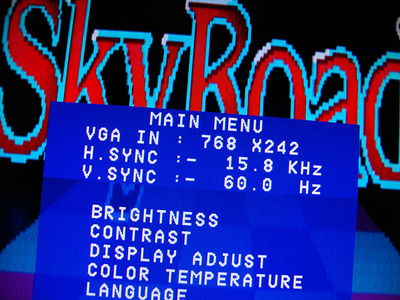 SkyRoad
MAIN MENU
VGA IN : 768 X242
H.SYNC :- 15.8 KHz
V.SYNC :- 60.0 Hz
BRIGHTNESS
CONTRAST
DISPLAY ADJUST
COLOR TEMPERATURE
LANGUAGE